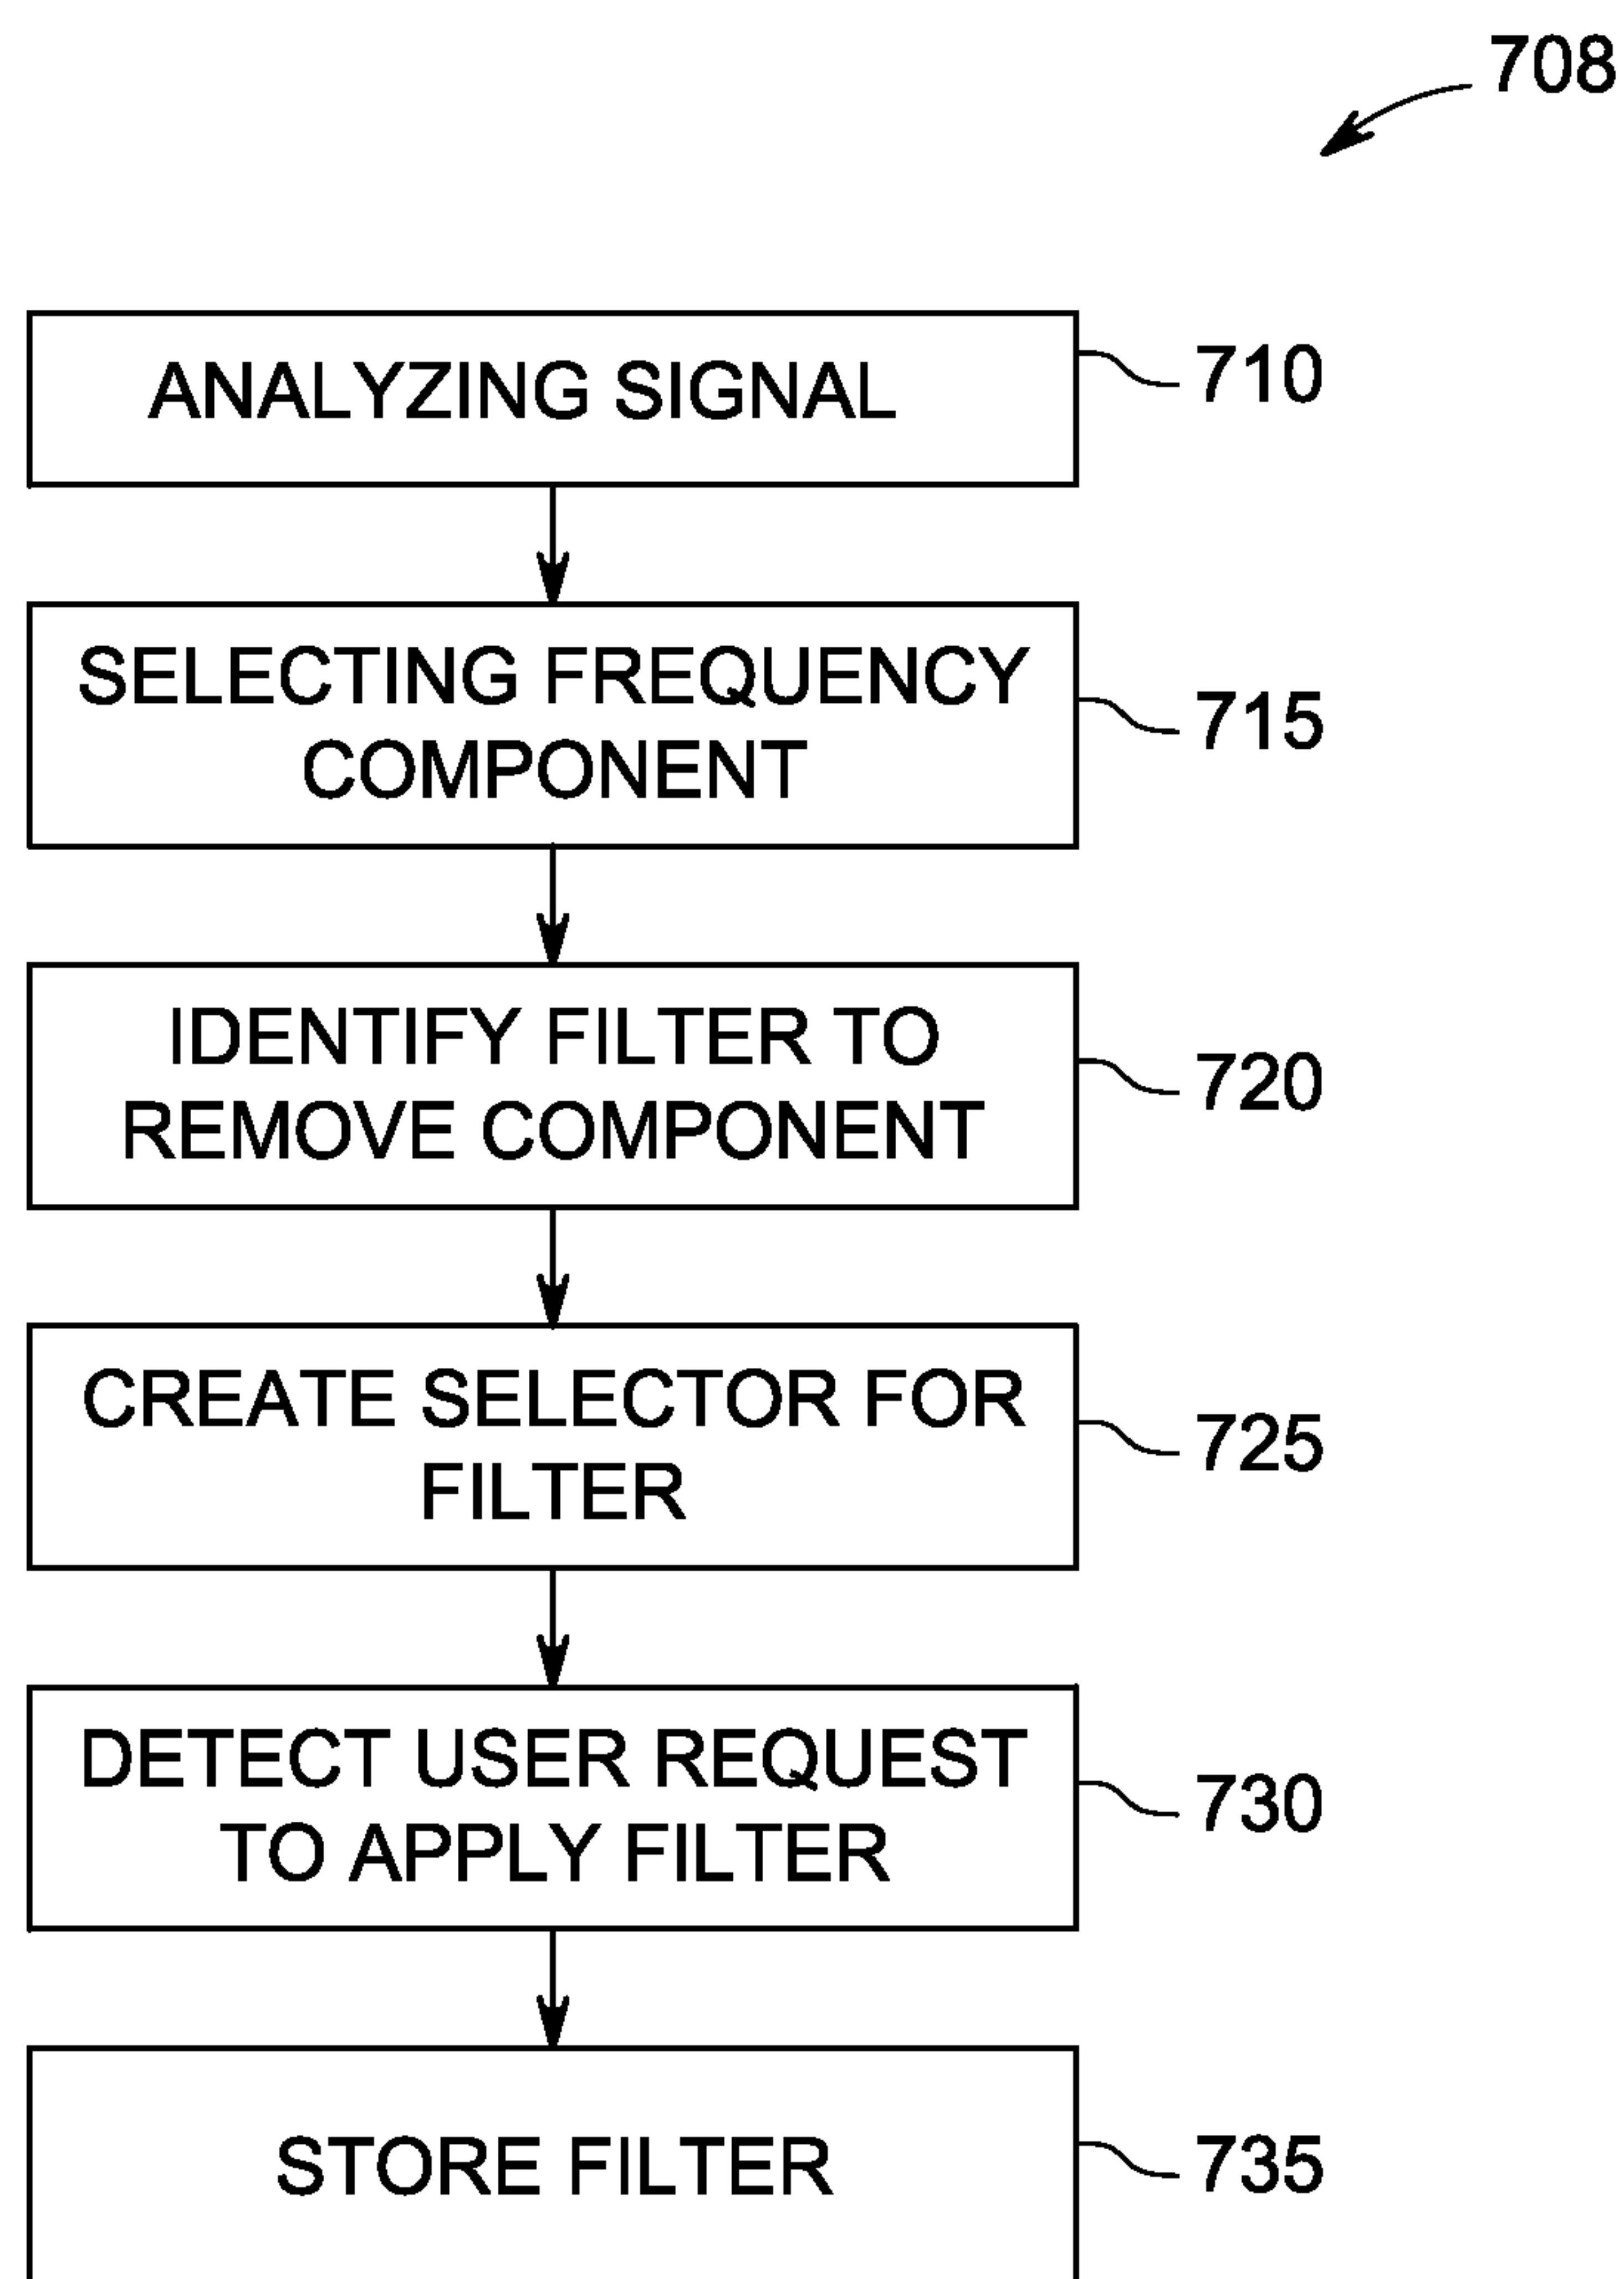 708
ANALYZING SIGNAL
710
SELECTING FREQUENCY
COMPONENT
715
IDENTIFY FILTER TO
REMOVE COMPONENT
720
CREATE SELECTOR FOR
FILTER
725
DETECT USER REQUEST
TO APPLY FILTER
730
STORE FILTER
735